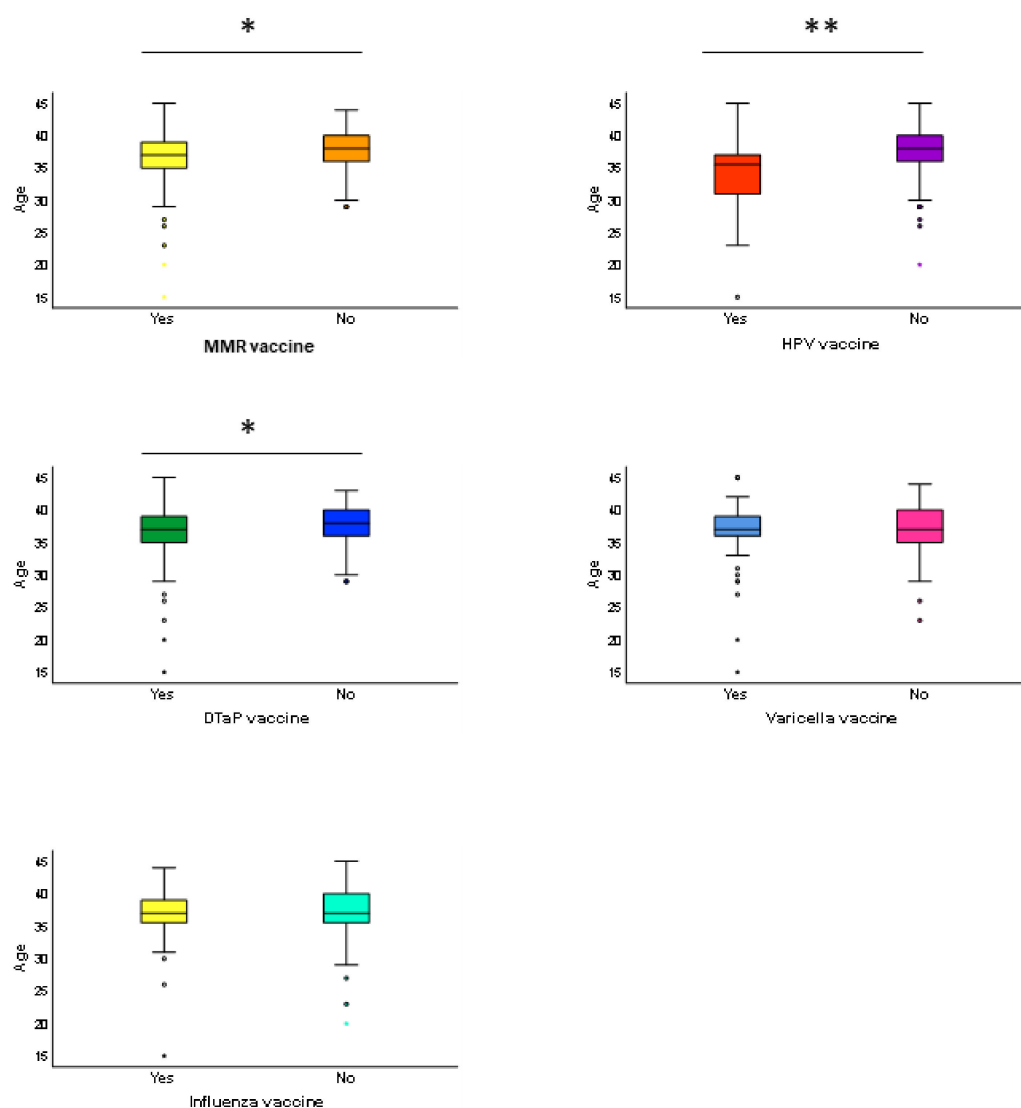 *
**
45
40
35
30
25
20
15
Age
Yes
No
MMR vaccine
45
40
35
30
25
20
15
Age
Yes
No
HPV vaccine
*
45
40
35
30
25
20
15
Age
Yes
No
DTaP vaccine
45
40
35
30
25
20
15
Age
Yes
No
Varicella vaccine
45
40
35
30
25
20
15
Age
Yes
No
Influenza vaccine